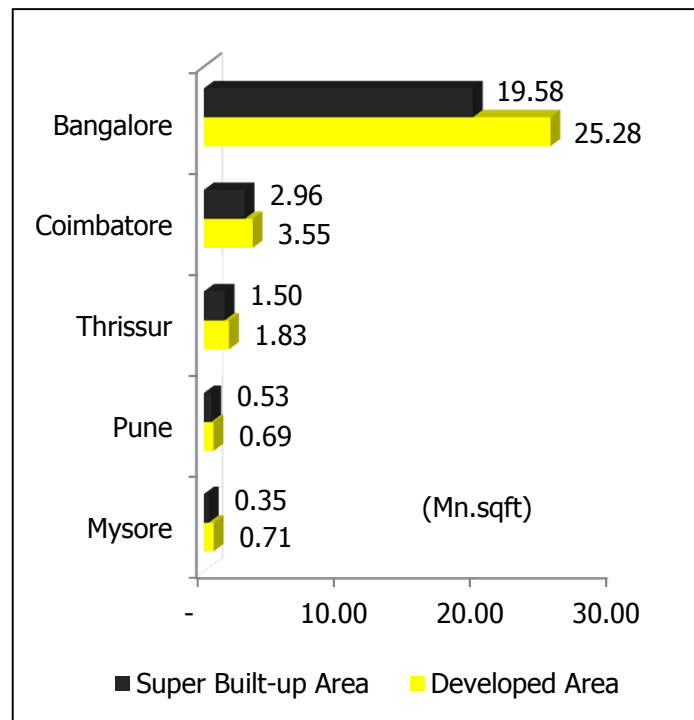 Bangalore
19.58
25.28
Coimbatore
2.96
3.55
Thrissur
1.50
1.83
Pune
0.53
0.69
Mysore
0.35
0.71
(Mn.sqft)
- 10.00 20.00 30.00
Super Built-up Area Developed Area